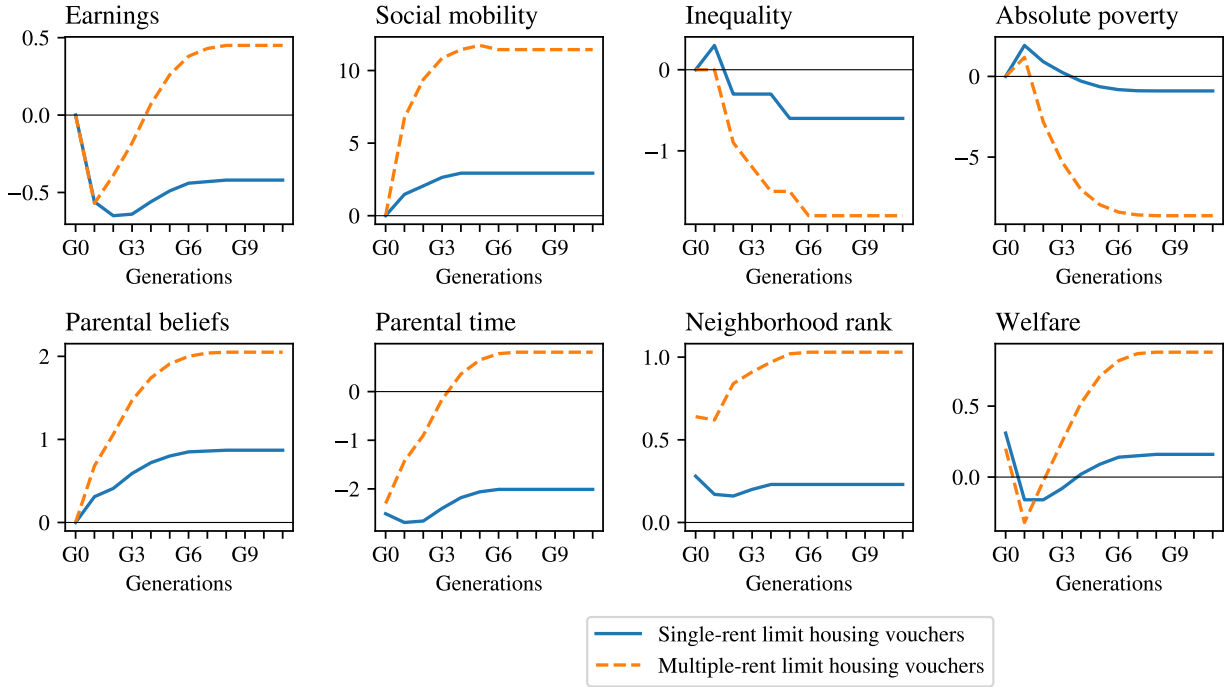 Earnings
Social mobility
Inequality
Absolute poverty
0.5
0.0
−0.5
10
5
0
0
−1
0
−5
G0 G3 G6 G9
G0 G3 G6 G9
G0 G3 G6 G9
G0 G3 G6 G9
Generations
Generations
Generations
Generations
Parental beliefs
Parental time
Neighborhood rank
Welfare
2
1
0
0
−1
−2
1.0
0.5
0.0
0.5
0.0
G0 G3 G6 G9
G0 G3 G6 G9
G0 G3 G6 G9
G0 G3 G6 G9
Generations
Generations
Generations
Generations
Single-rent limit housing vouchers
Multiple-rent limit housing vouchers